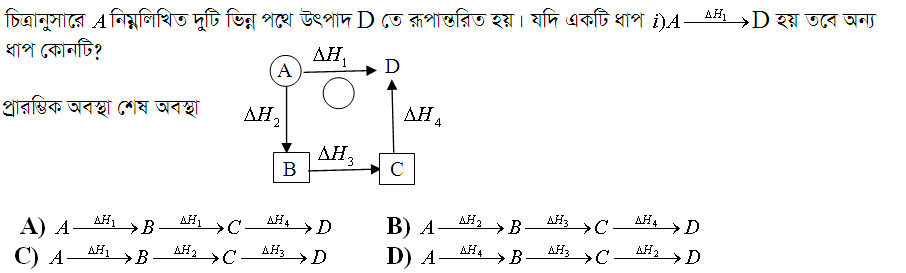 চিত্রানুসারে A নিম্নলিখিত দুটি ভিন্ন পথে উৎপাদ D তে রূপান্তরিত হয়। যদি একটি ধাপ i)A —ΔH₁→ D হয় তবে অন্য
ধাপ কোনটি?
ΔH₁
A D
প্রারম্ভিক অবস্থা শেষ অবস্থা
ΔH₂ ΔH₄
ΔH₃
B C
A) A —ΔH₁→ B —ΔH₁→ C —ΔH₄→ D B) A —ΔH₂→ B —ΔH₃→ C —ΔH₄→ D
C) A —ΔH₁→ B —ΔH₂→ C —ΔH₃→ D D) A —ΔH₄→ B —ΔH₃→ C —ΔH₂→ D